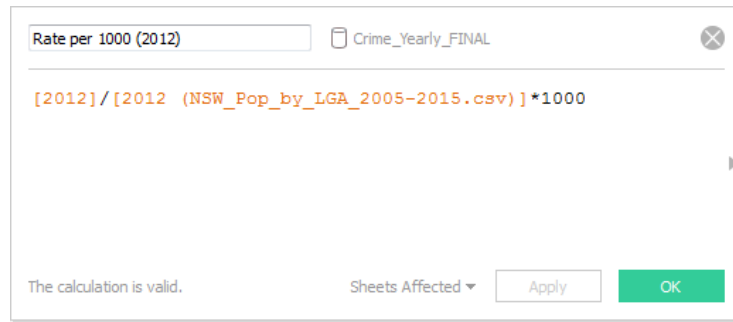 Rate per 1000 (2012) Crime_Yearly_FINAL
[2012]/[2012 (NSW_Pop_by_LGA_2005-2015.csv)]*1000
The calculation is valid. Sheets Affected Apply OK